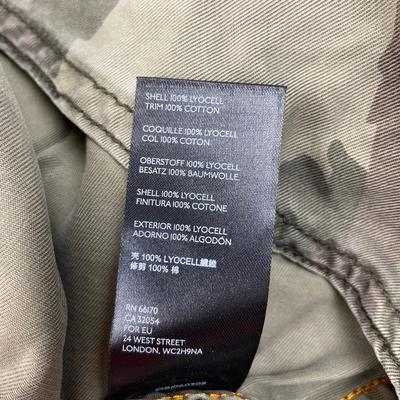 SHELL 100% LYOCELL
TRIM 100% COTTON
COQUILLE 100% LYOCELL
COL 100% COTON
OBERSTOFF 100% LYOCELL
BESATZ 100% BAUMWOLLE
SHELL 100% LYOCELL
FINITURA 100% COTONE
EXTERIOR 100% LYOCELL
ADORNO 100% ALGODÓN
壳 100% LYOCELL纖維
修剪 100% 棉
RN 66170
CA 32054
FOR EU
24 WEST STREET
LONDON, WC2H9NA